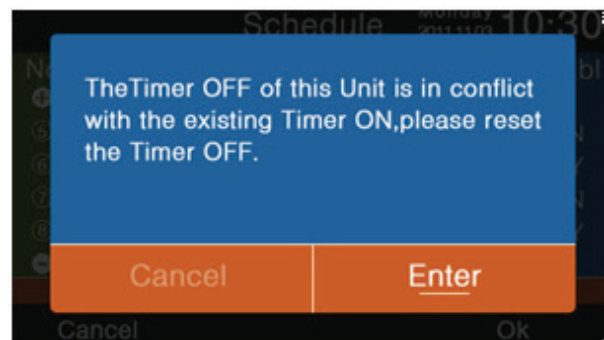 Schedule
Monday
2011.11.03
10:30
TheTimer OFF of this Unit is in conflict
with the existing Timer ON,please reset
the Timer OFF.
Cancel
Enter
Cancel
Ok